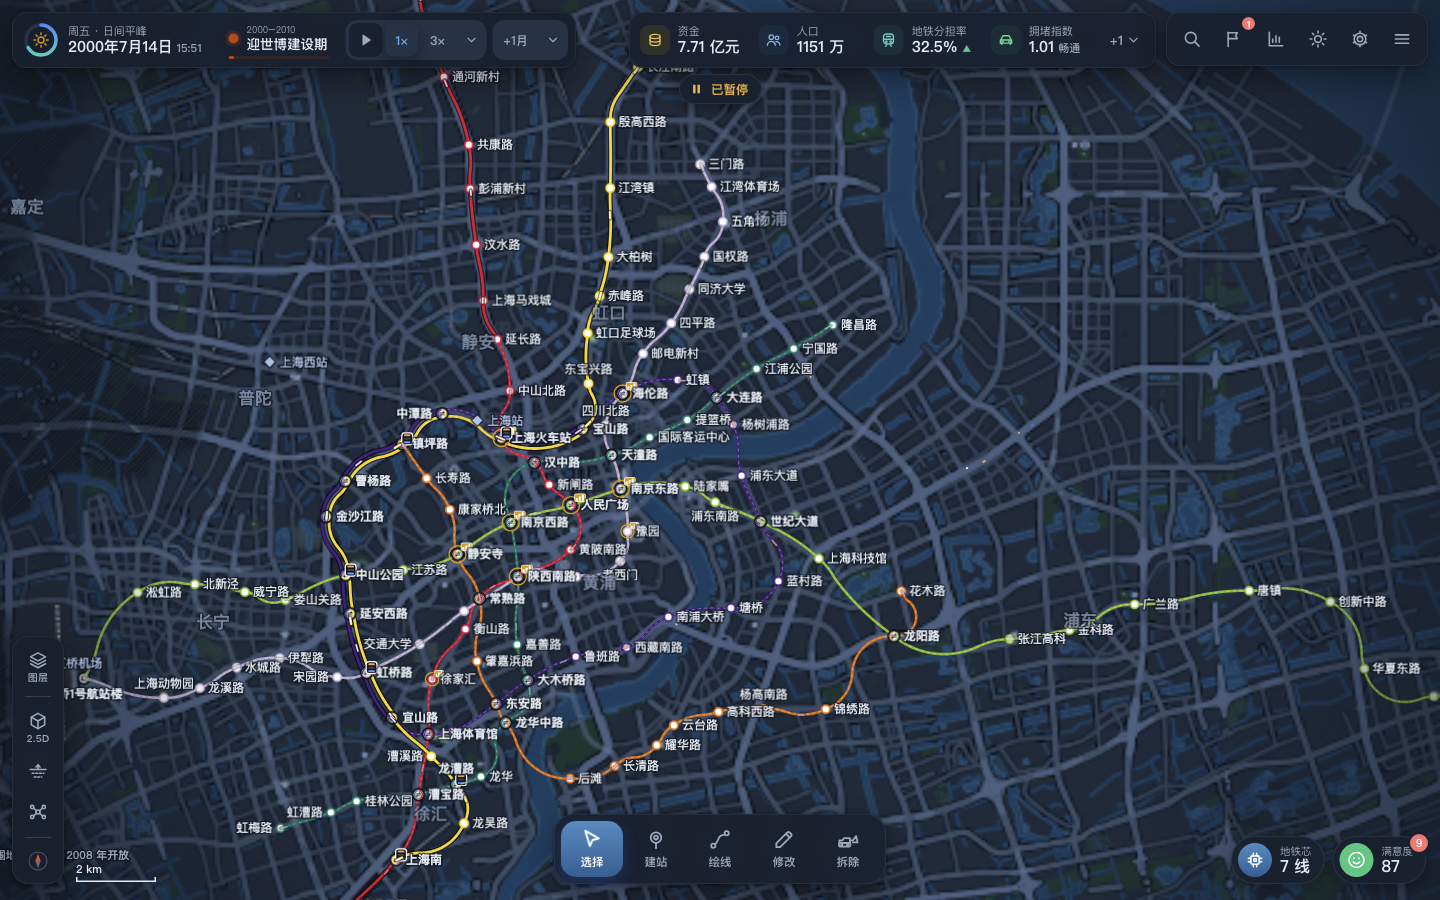 周五 · 日间平峰
2000年7月14日 15:51
2000—2010
迎世博建设期
1×
3×
+1月
资金
7.71 亿元
人口
1151 万
地铁分担率
32.5%
拥堵指数
1.01 畅通
+1
1
已暂停
通河新村
长江南路
殷高西路
共康路
三门路
彭浦新村
江湾镇
江湾体育场
嘉定
五角
杨浦
汶水路
大柏树
国权路
同济大学
上海马戏城
赤峰路
虹口
四平路
隆昌路
静安
延长路
虹口足球场
宁国路
邮电新村
上海西站
东宝兴路
江浦公园
虹镇
普陀
中山北路
海伦路
大连路
中潭路
上海站
四川北路
提篮桥
杨树浦路
镇坪路
上海火车站
宝山路
国际客运中心
汉中路
天潼路
曹杨路
长寿路
新闸路
南京东路
陆家嘴
浦东大道
康家桥北
人民广场
金沙江路
南京西路
浦东南路
世纪大道
豫园
静安寺
黄陂南路
上海科技馆
中山公园
江苏路
陕西南路
老西门
黄浦
蓝村路
淞虹路
北新泾
威宁路
娄山关路
常熟路
花木路
唐镇
创新中路
延安西路
塘桥
广兰路
长宁
衡山路
南浦大桥
浦东
金科路
交通大学
嘉善路
龙阳路
张江高科
西藏南路
桥机场
水城路
伊犁路
肇嘉浜路
鲁班路
华夏东路
宋园路
虹桥路
徐家汇
大木桥路
1号航站楼
上海动物园
龙溪路
杨高南路
东安路
高科西路
锦绣路
宜山路
龙华中路
云台路
上海体育馆
耀华路
漕溪路
龙漕路
龙华
后滩
长清路
桂林公园
漕宝路
虹漕路
徐汇
虹梅路
龙吴路
上海南
图层
2.5D
2008 年开放
2 km
选择
建站
绘线
修改
拆除
地铁芯
7 线
满意度
87
9